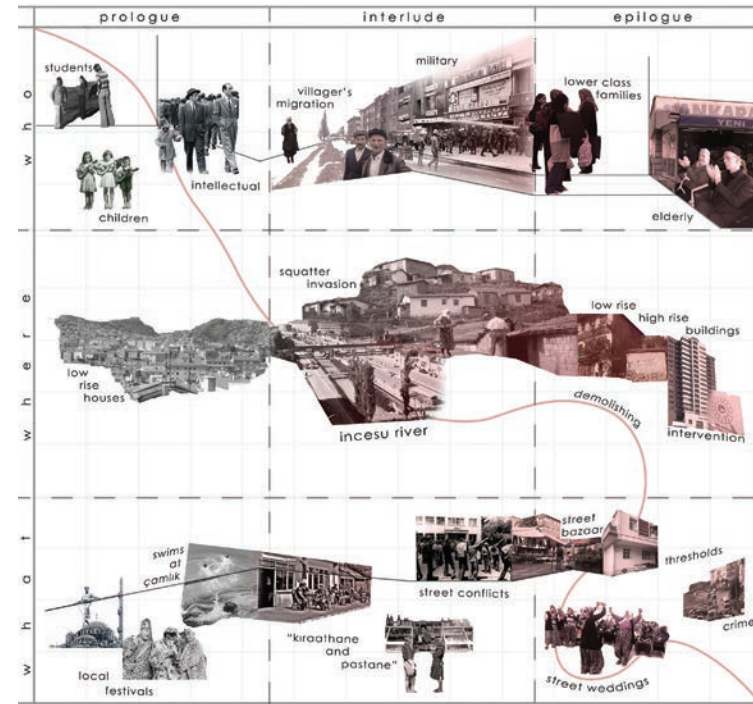 prologue
interlude
epilogue
who
students
children
intellectual
villager's
migration
military
lower class
families
YENİ
elderly
where
low
rise
houses
squatter
invasion
incesu river
low rise
high rise
buildings
demolishing
intervention
what
swims
at
çamlık
local
festivals
"kıraathane
and
pastane"
street conflicts
street
bazaar
thresholds
crime
street weddings